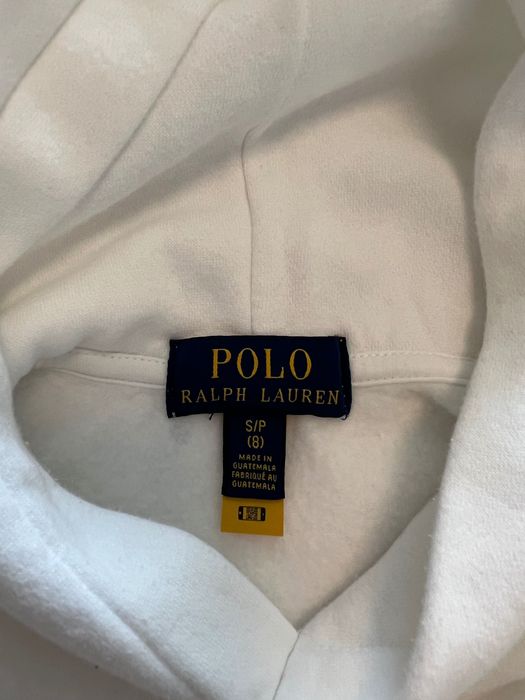 POLO
RALPH LAUREN
S/P
(8)
MADE IN
GUATEMALA
FABRIQUÉ AU
GUATEMALA